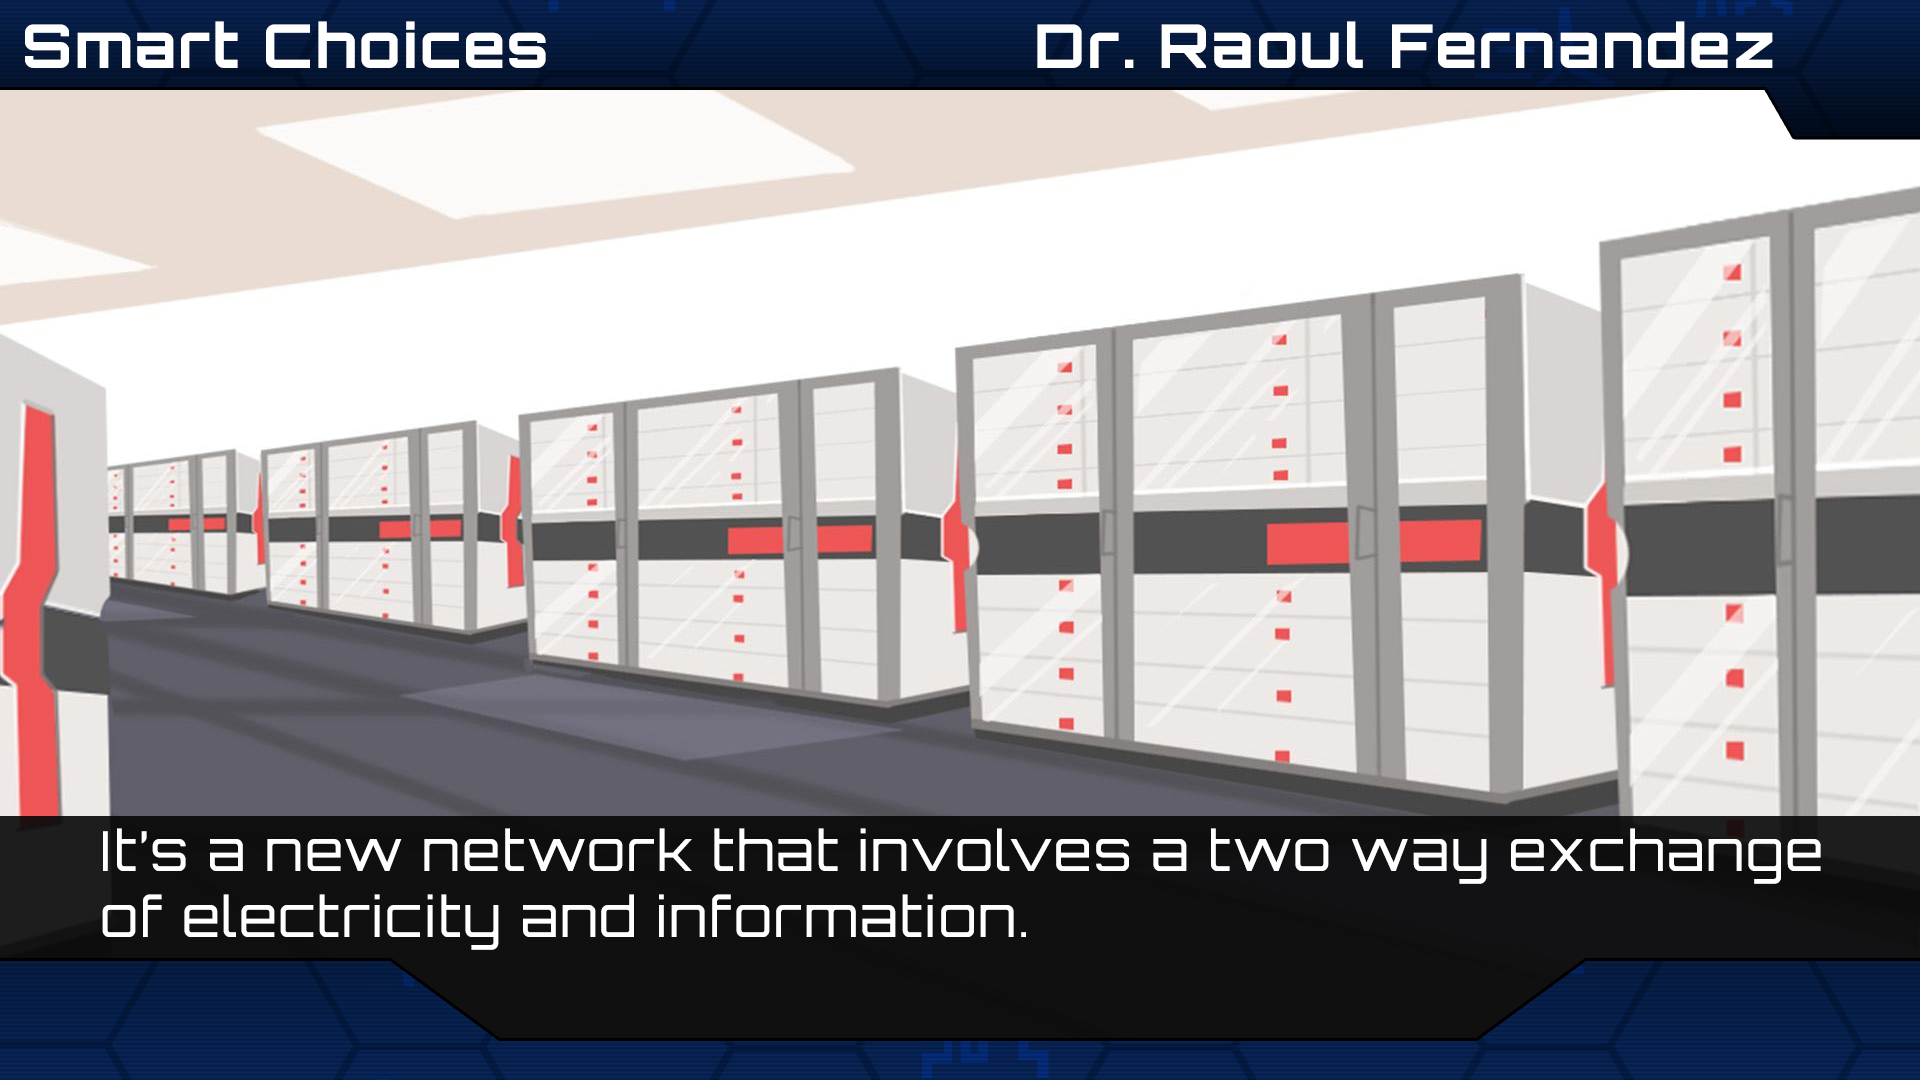 Smart Choices
Dr. Raoul Fernandez
It's a new network that involves a two way exchange
of electricity and information.